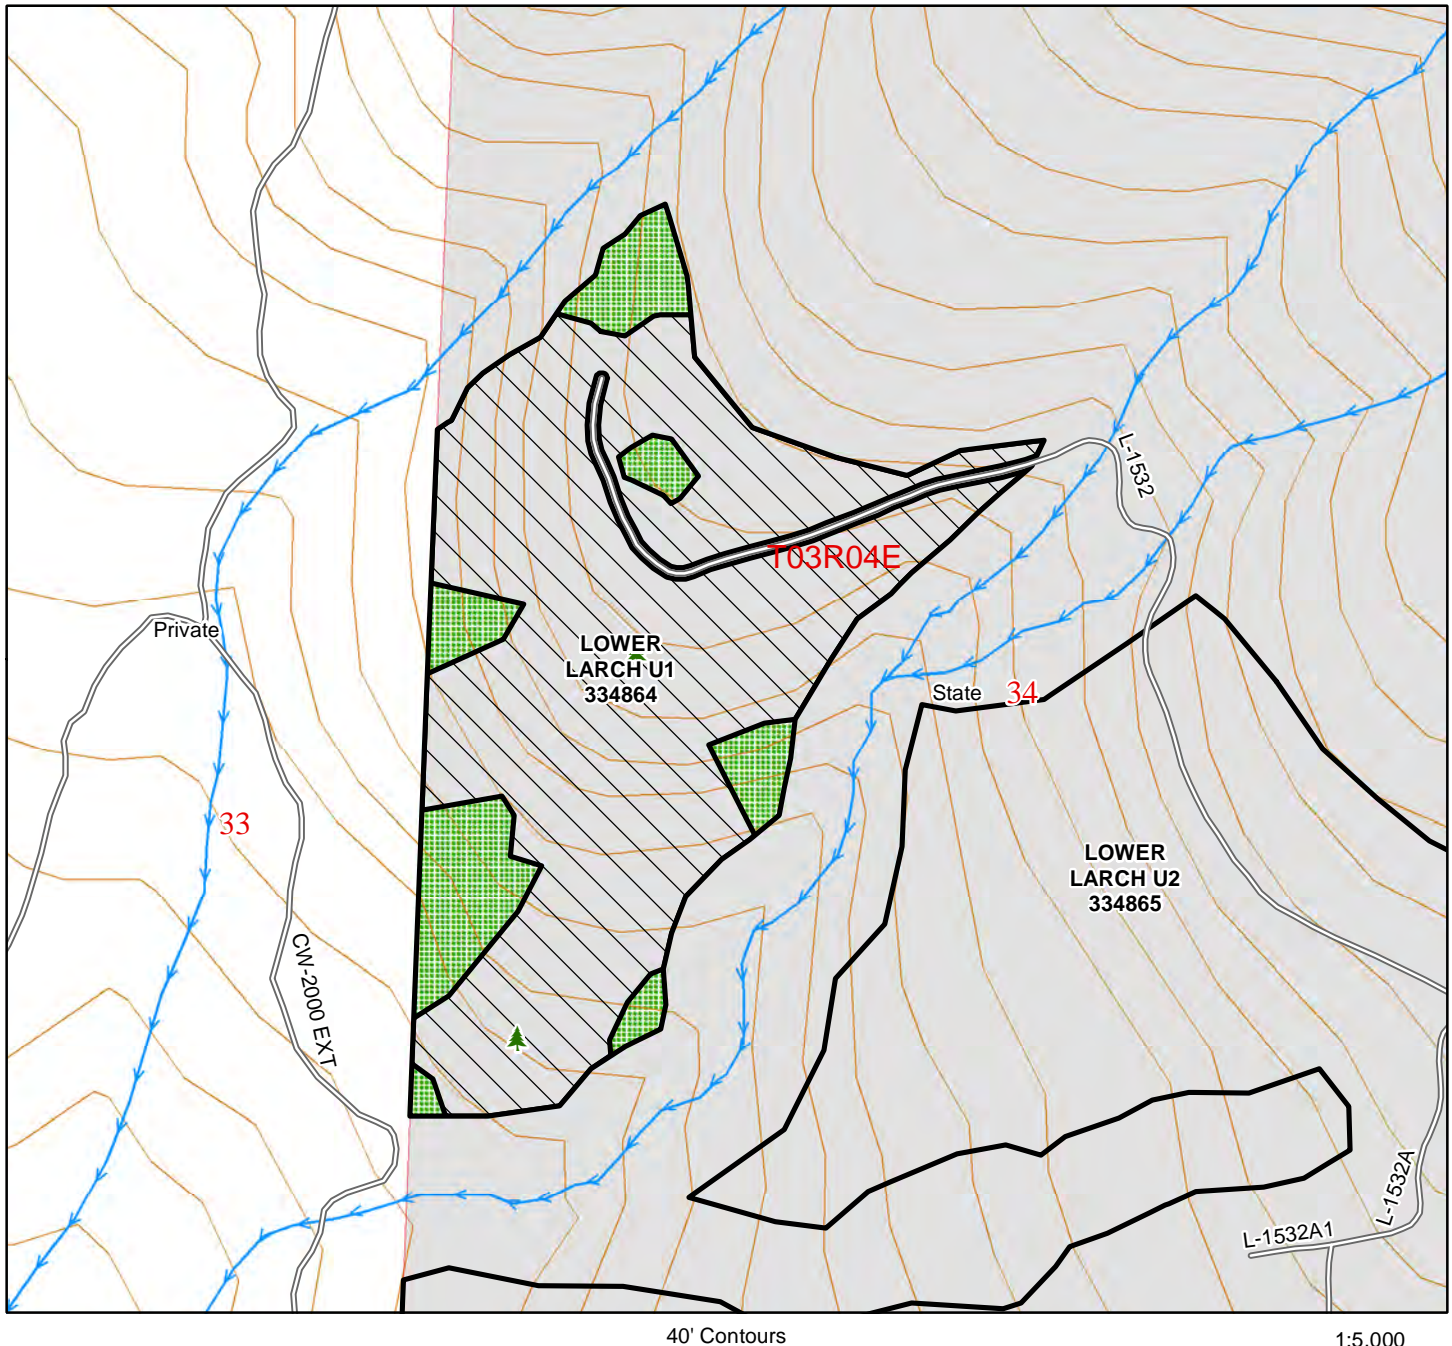 L-1532
T03R04E
Private
LOWER
LARCH U1
334864
State
34
33
LOWER
LARCH U2
334865
CW-2000 EXT
L-1532A
L-1532A1
40' Contours
1:5,000